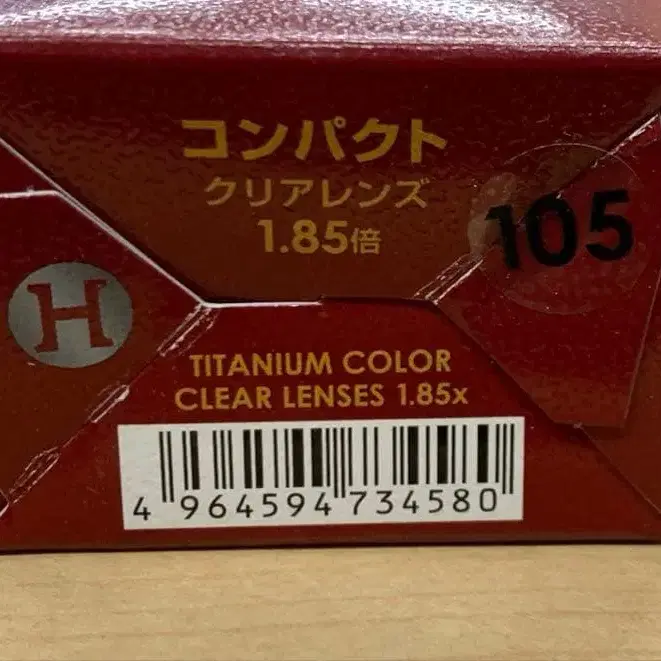 コンパクト
クリアレンズ
1.85倍
105
H
TITANIUM COLOR
CLEAR LENSES 1.85x
4 964594 734580